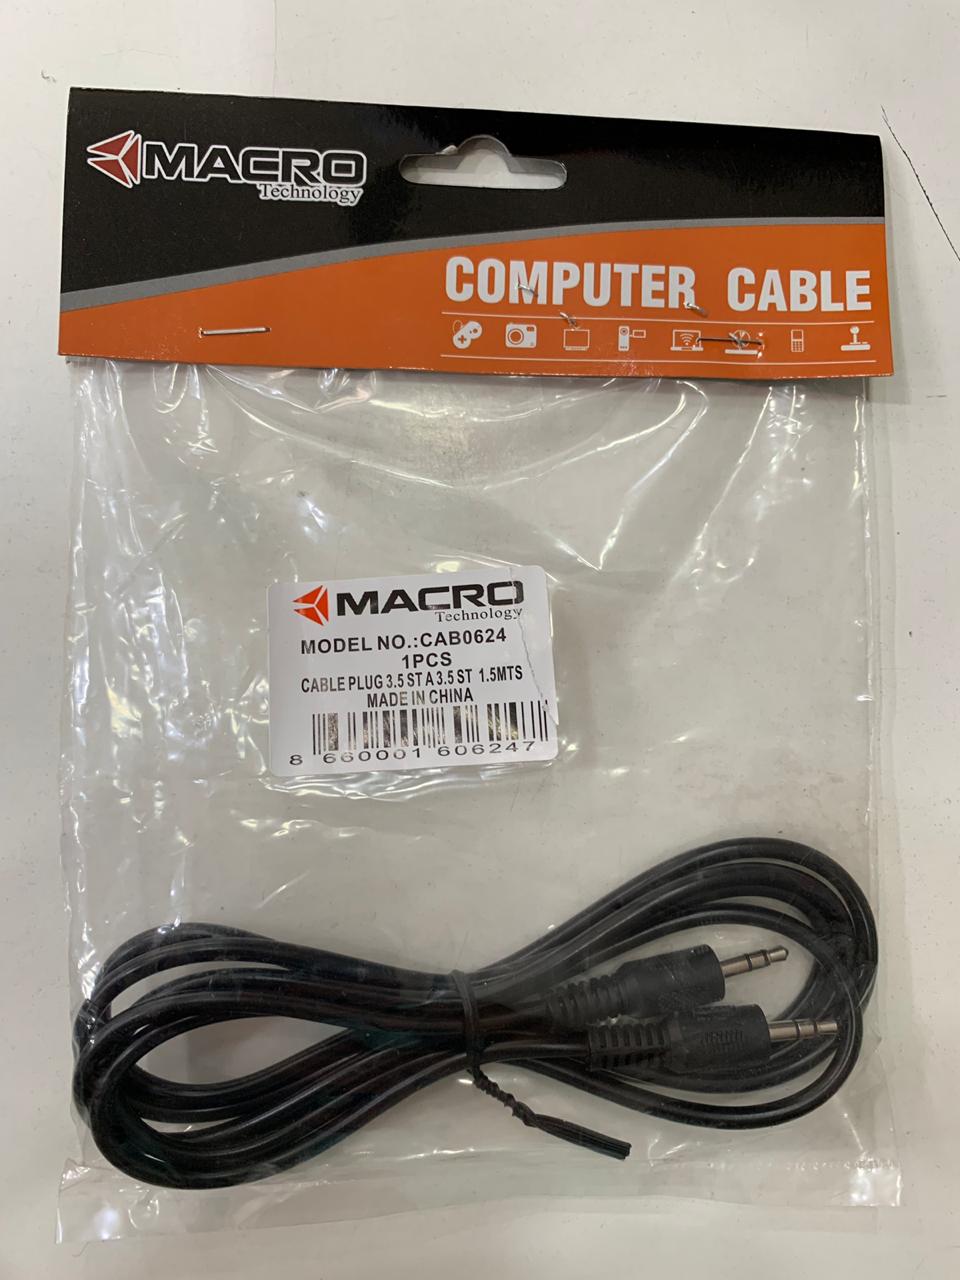 MACRO
Technology
COMPUTER CABLE
MACRO
Technology
MODEL NO.:CAB0624
1PCS
CABLE PLUG 3.5 ST A 3.5 ST 1.5MTS
MADE IN CHINA
8 660001 606247